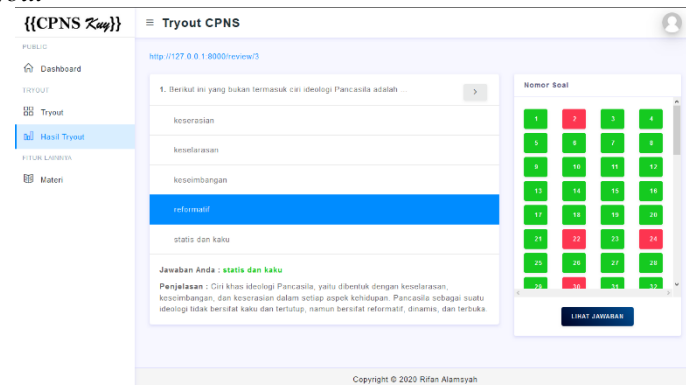 {{CPNS Kuy}}
≡ Tryout CPNS
PUBLIC
Dashboard
TRYOUT
Tryout
Hasil Tryout
FITUR LAINNYA
Materi
http://127.0.0.1:8000/review/3
1. Berikut ini yang bukan termasuk ciri ideologi Pancasila adalah ...
>
keserasian
keselarasan
keseimbangan
reformatif
statis dan kaku
Jawaban Anda : statis dan kaku
Penjelasan : Ciri khas ideologi Pancasila, yaitu dibentuk dengan keselarasan,
keseimbangan, dan keserasian dalam setiap aspek kehidupan. Pancasila sebagai suatu
ideologi tidak bersifat kaku dan tertutup, namun bersifat reformatif, dinamis, dan terbuka.
Nomor Soal
1 2 3 4
5 6 7 8
9 10 11 12
13 14 15 16
17 18 19 20
21 22 23 24
25 26 27 28
29 30 31 32
LIHAT JAWABAN
Copyright © 2020 Rifan Alamsyah